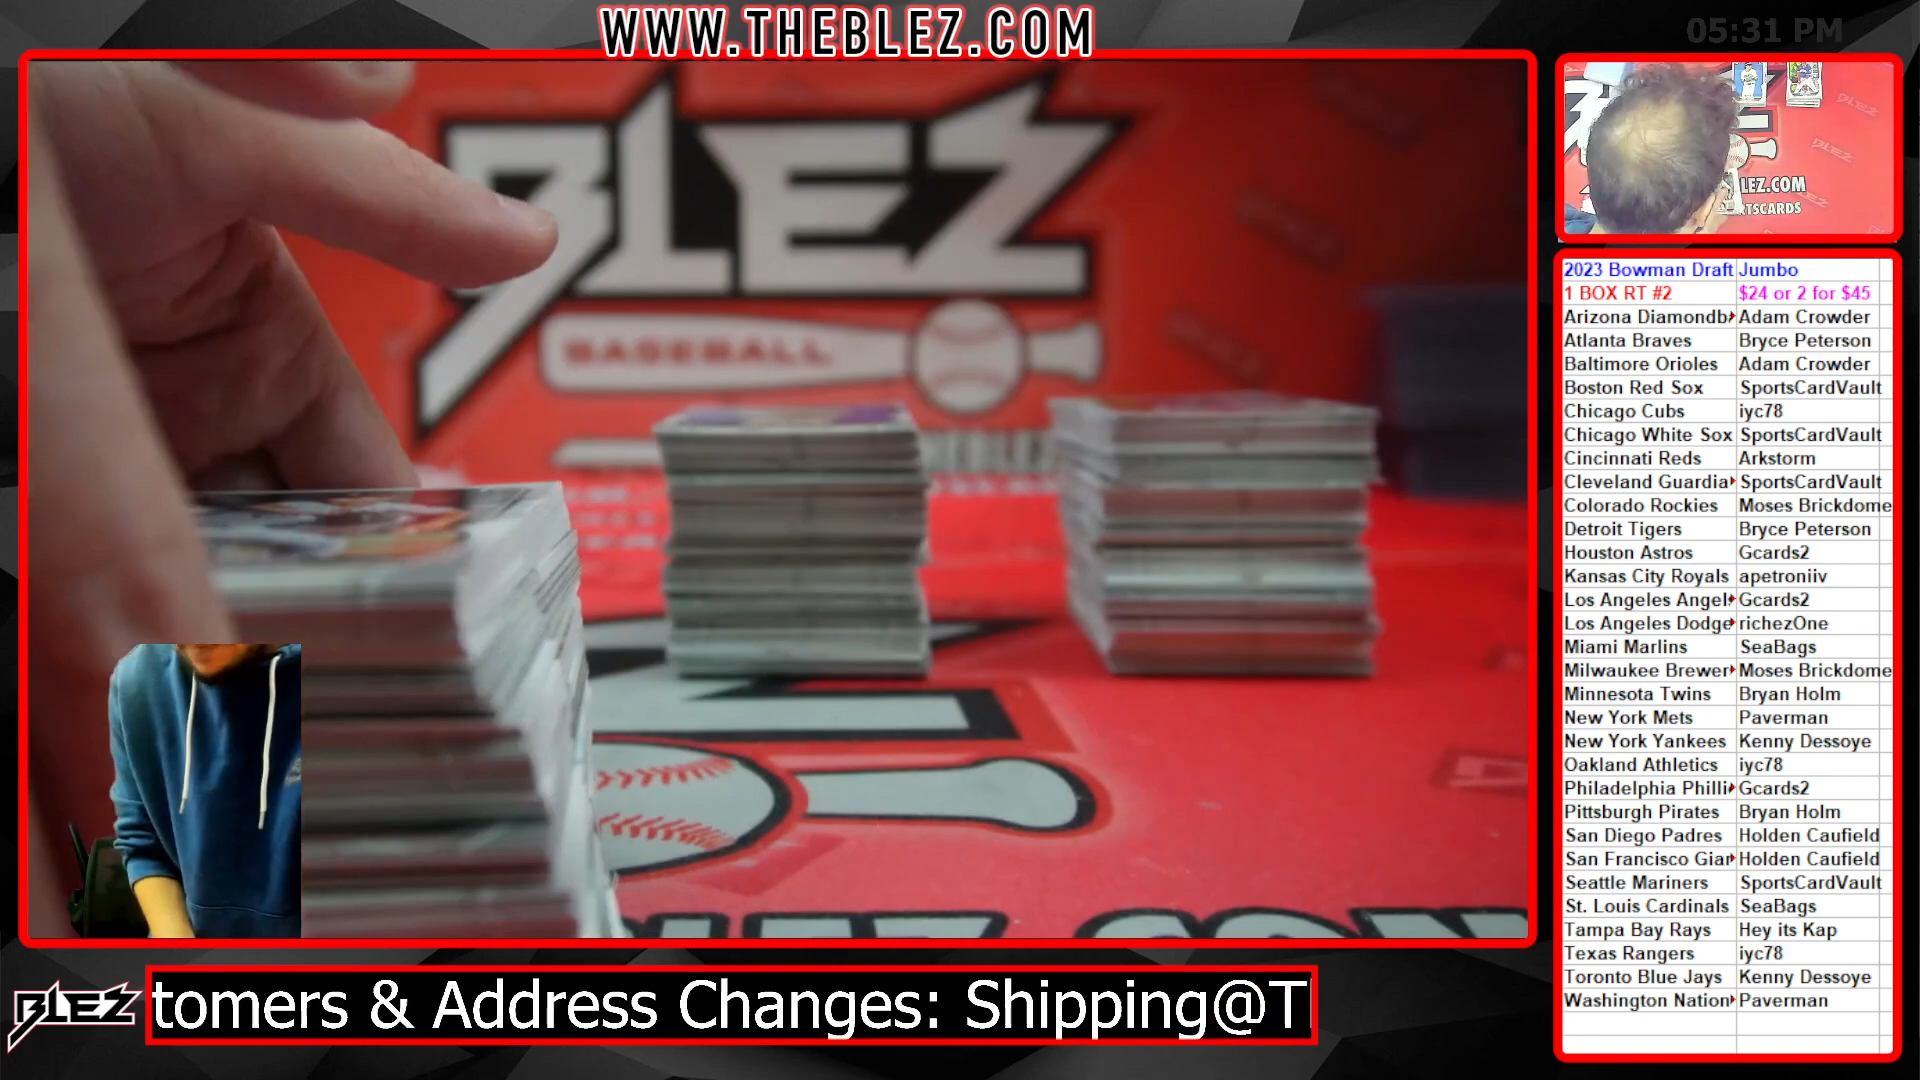 WWW.THEBLEZ.COM
05:31 PM
BLEZ
BASEBALL
BLEZ
BLEZ
LEZ.COM
RTSCARDS
2023 Bowman Draft Jumbo
1 BOX RT #2 $24 or 2 for $45
Arizona Diamondb Adam Crowder
Atlanta Braves Bryce Peterson
Baltimore Orioles Adam Crowder
Boston Red Sox SportsCardVault
Chicago Cubs iyc78
Chicago White Sox SportsCardVault
Cincinnati Reds Arkstorm
Cleveland Guardia SportsCardVault
Colorado Rockies Moses Brickdome
Detroit Tigers Bryce Peterson
Houston Astros Gcards2
Kansas City Royals apetroniiv
Los Angeles Angel Gcards2
Los Angeles Dodge richezOne
Miami Marlins SeaBags
Milwaukee Brewer Moses Brickdome
Minnesota Twins Bryan Holm
New York Mets Paverman
New York Yankees Kenny Dessoye
Oakland Athletics iyc78
Philadelphia Philli Gcards2
Pittsburgh Pirates Bryan Holm
San Diego Padres Holden Caufield
San Francisco Giar Holden Caufield
Seattle Mariners SportsCardVault
St. Louis Cardinals SeaBags
Tampa Bay Rays Hey its Kap
Texas Rangers iyc78
Toronto Blue Jays Kenny Dessoye
Washington Nation Paverman
BLEZ
tomers & Address Changes: Shipping@T